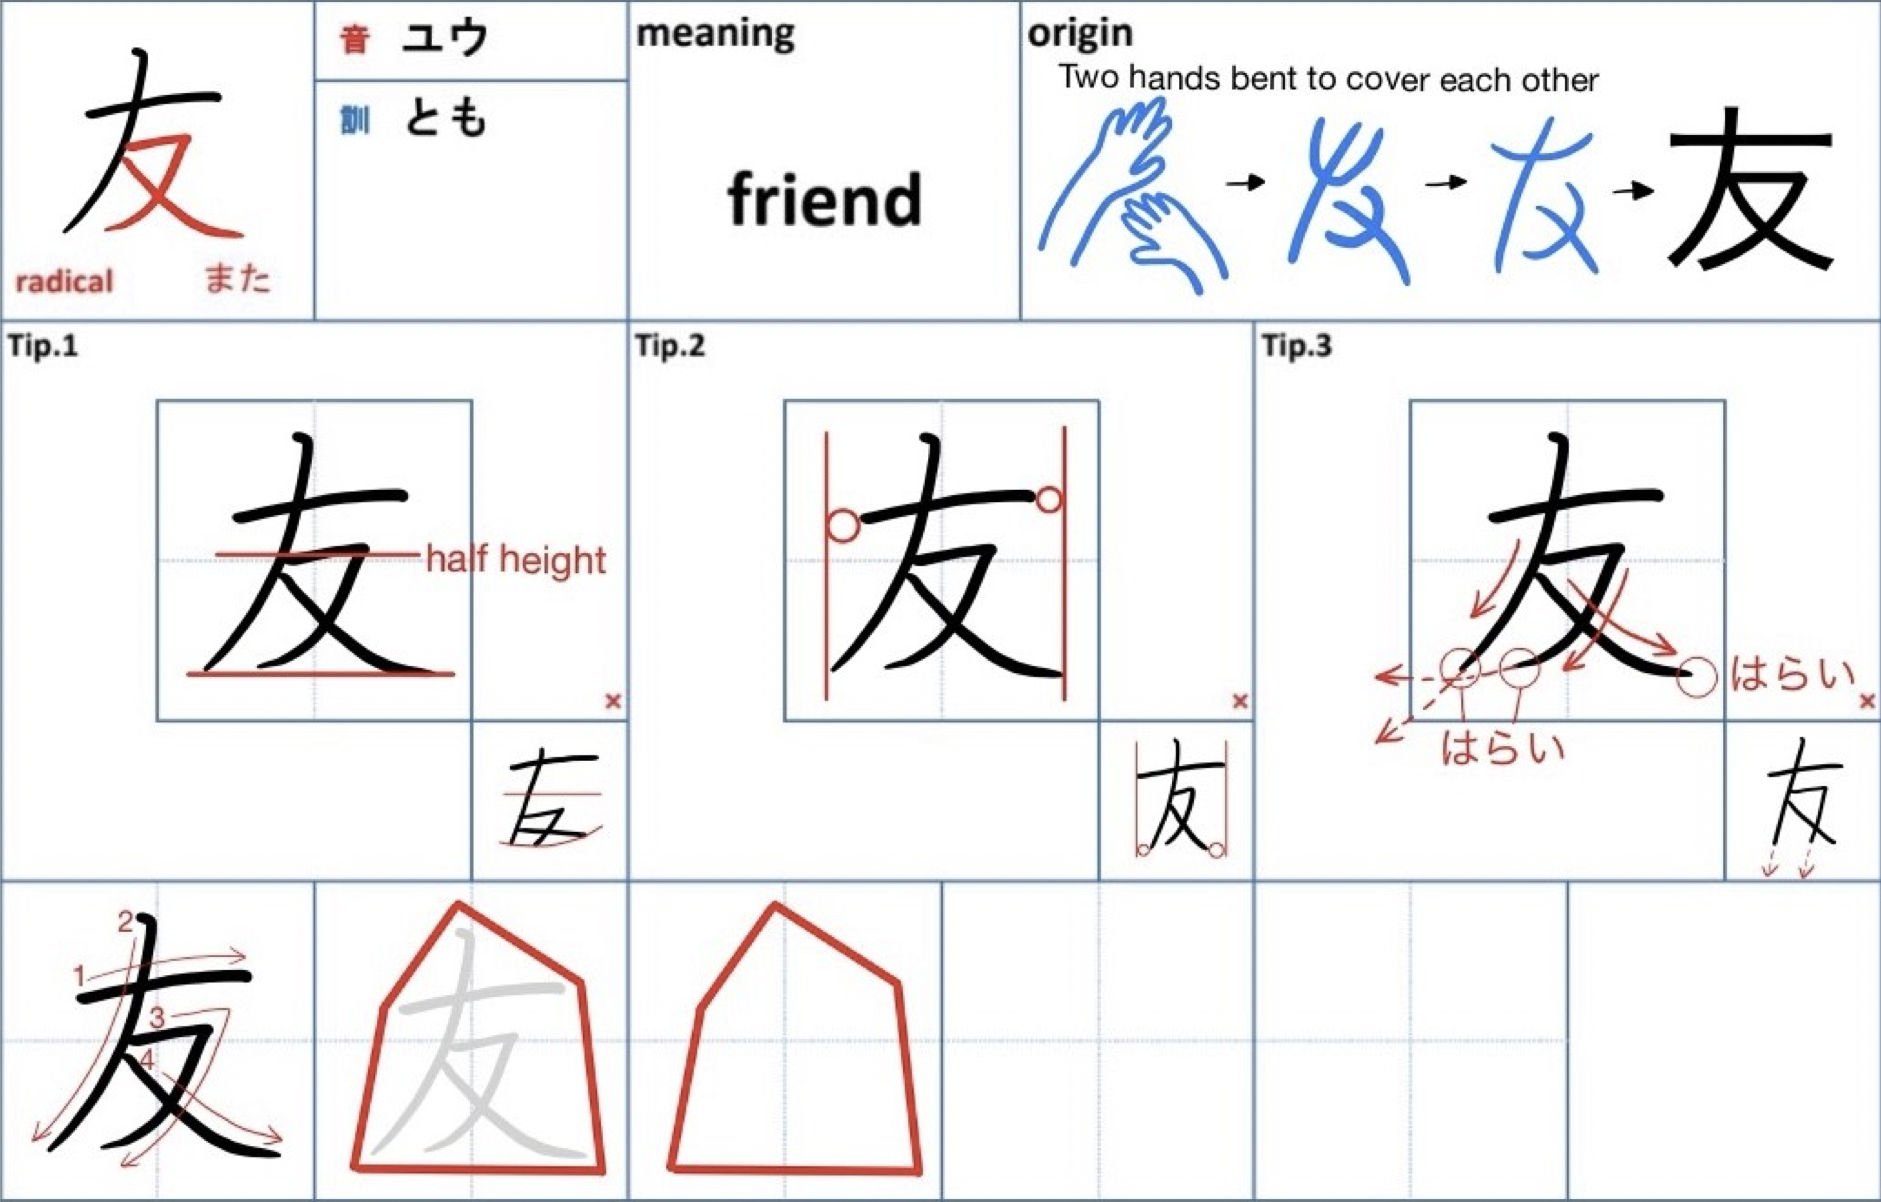 友
radical また
音 ユウ
訓 とも
meaning
friend
origin
Two hands bent to cover each other
→ → → 友
Tip.1
友
half height
×
友
Tip.2
友
×
友
Tip.3
友
はらい
はらい
×
友
友
1
2
3
4
友